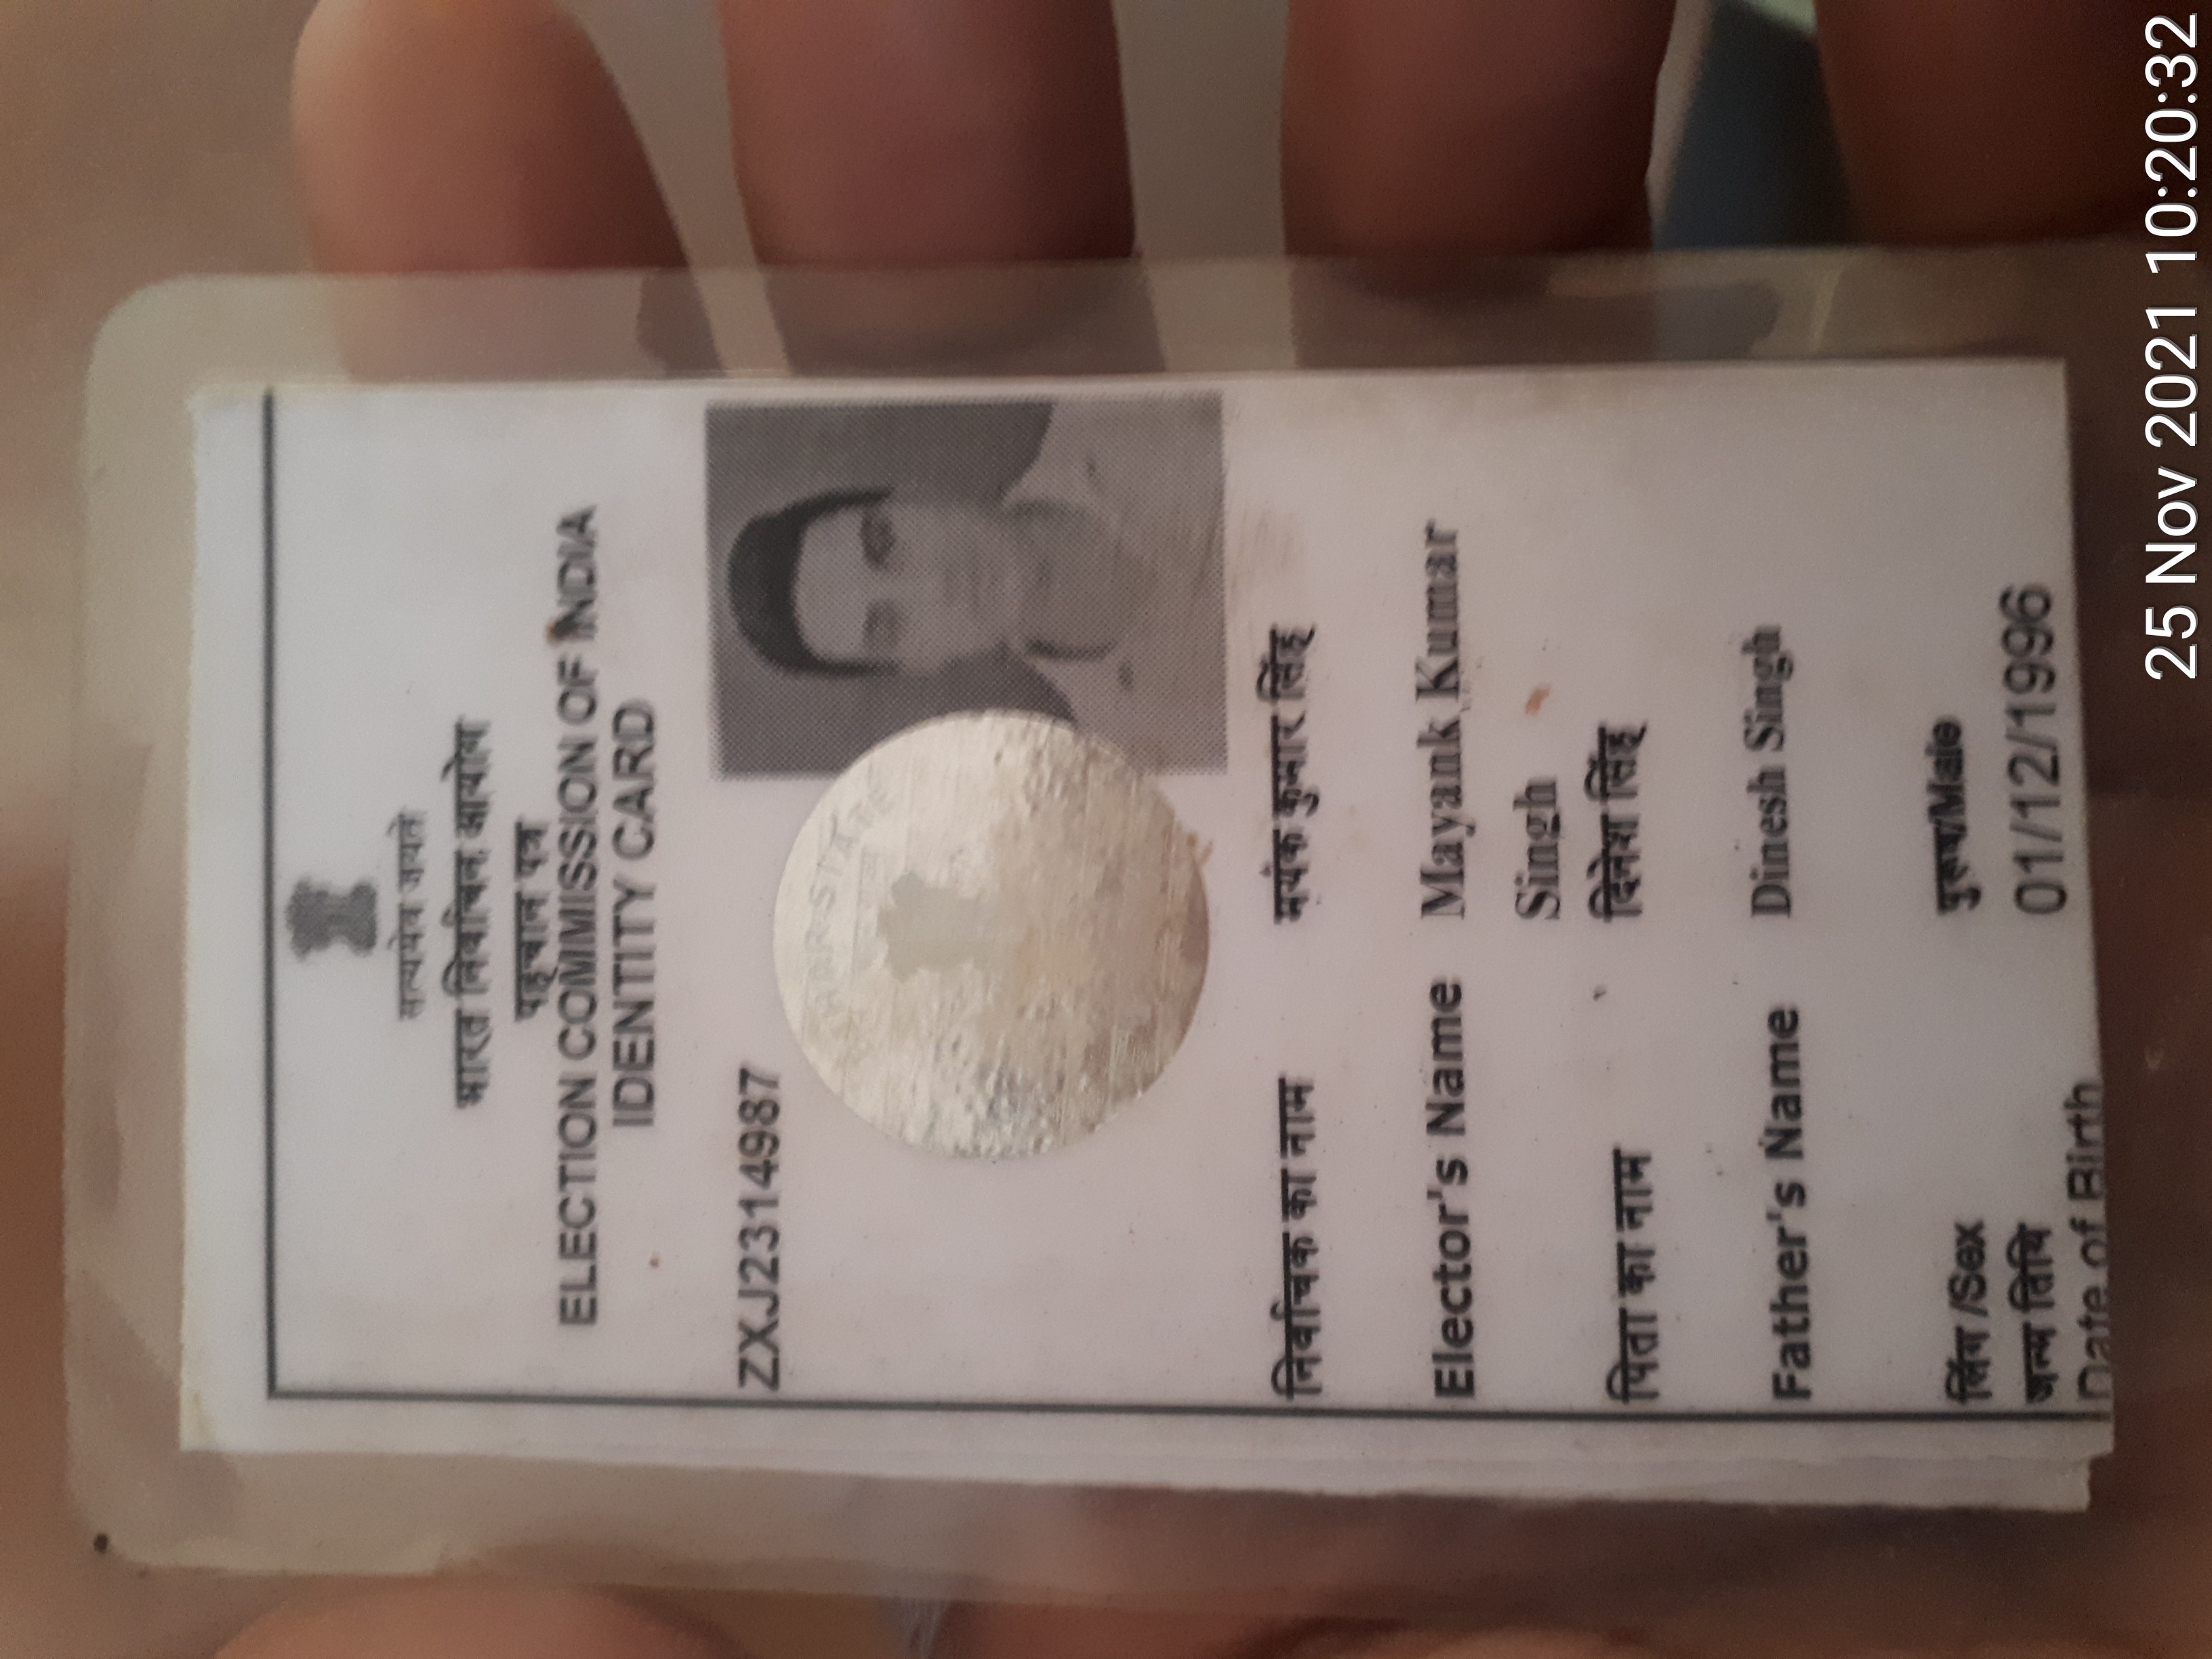 सत्यमेव जयते
भारत निर्वाचन आयोग
पहचान पत्र
ELECTION COMMISSION OF INDIA
IDENTITY CARD
ZXJ2314987
STATE
निर्वाचक का नाम मयंक कुमार सिंह
Elector's Name Mayank Kumar
Singh
पिता का नाम दिनेश सिंह
Father's Name Dinesh Singh
लिंग /Sex पुरूष/Male
जन्म तिथि 01/12/1996
Date of Birth
25 Nov 2021 10:20:32